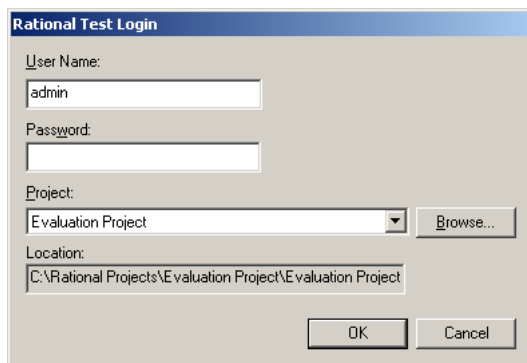 Rational Test Login
User Name:
admin
Password:
Project:
Evaluation Project
Browse...
Location:
C:\Rational Projects\Evaluation Project\Evaluation Project
OK
Cancel